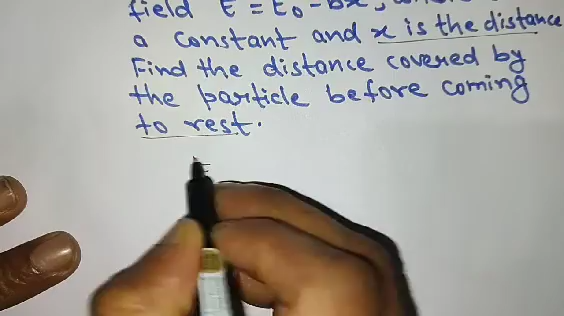 field E = E₀ - bx,
a constant and x is the distance
Find the distance covered by
the particle before coming
to rest.